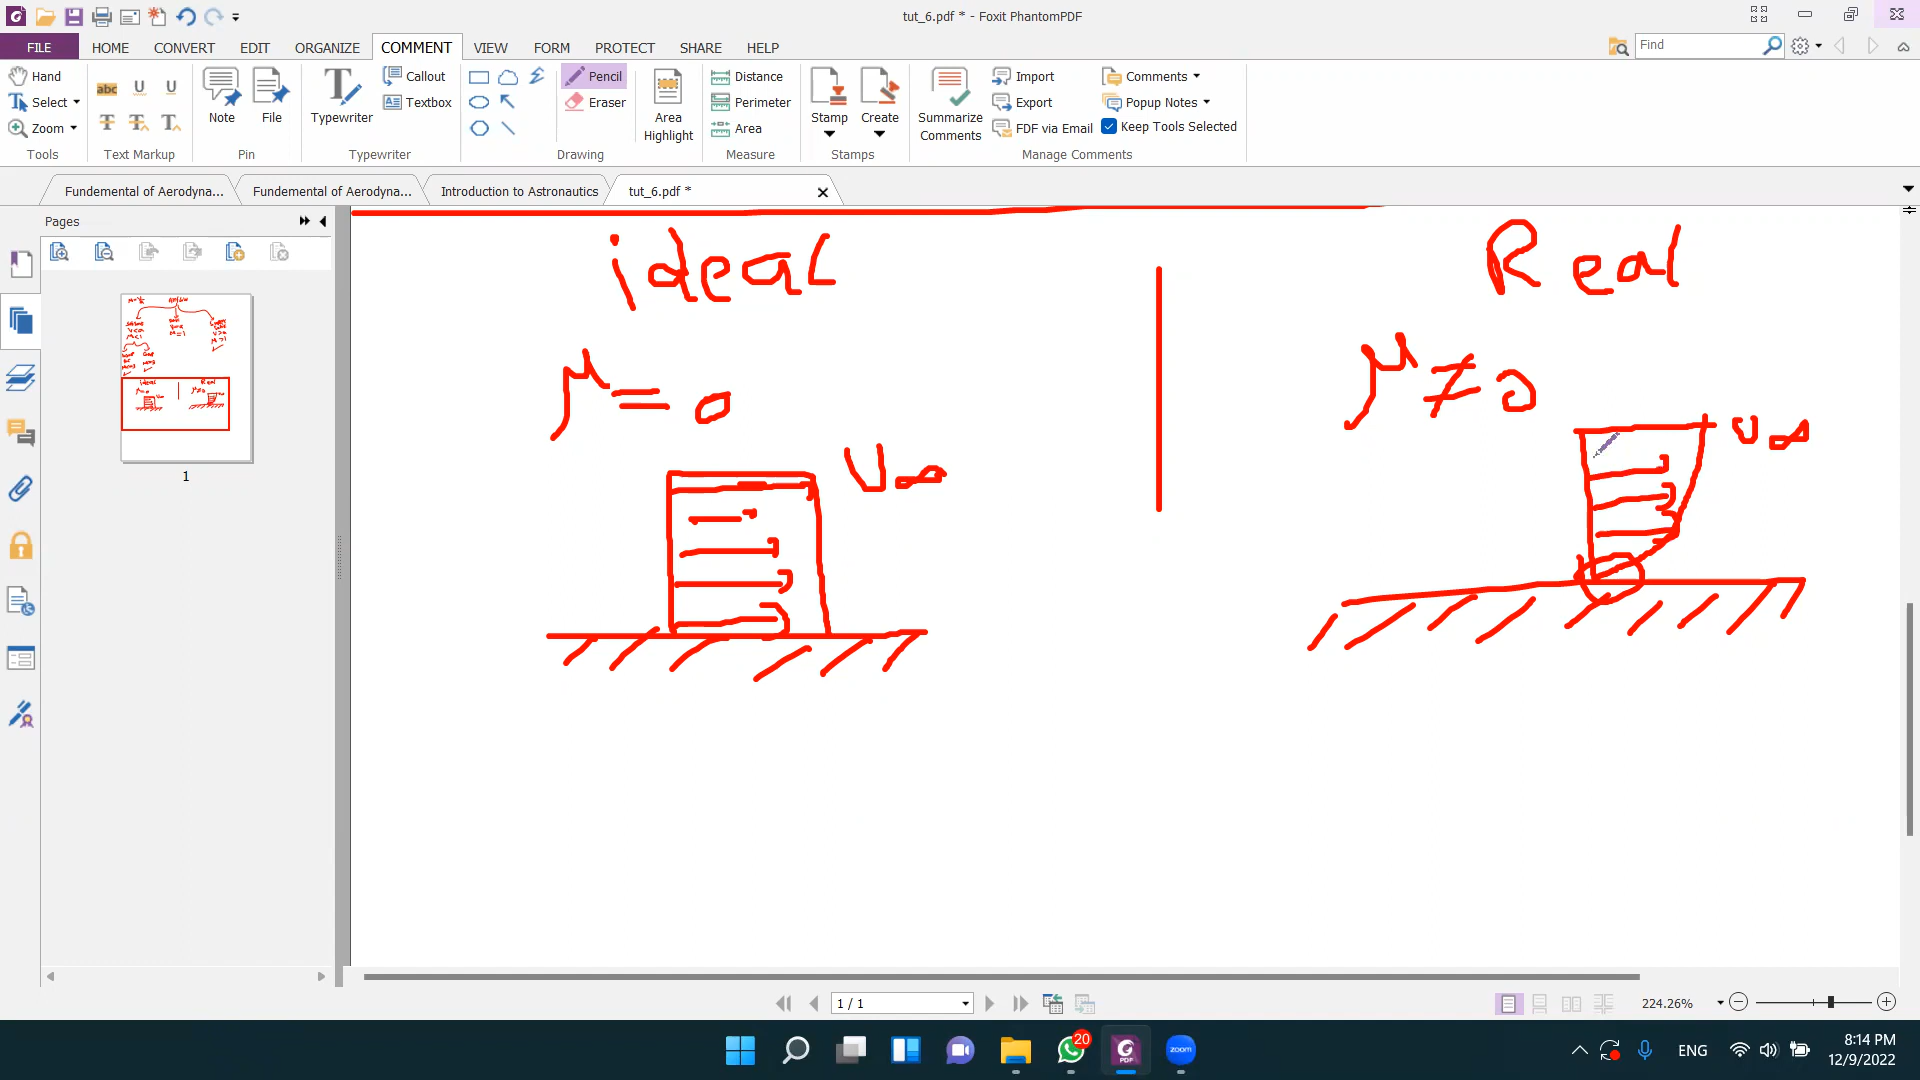 tut_6.pdf * - Foxit PhantomPDF
FILE HOME CONVERT EDIT ORGANIZE COMMENT VIEW FORM PROTECT SHARE HELP
Find
Hand
Select
Zoom
Tools
abc U U
T T T
Text Markup
Note File
Pin
Typewriter
Callout
Textbox
Typewriter
Pencil
Eraser
Area Highlight
Drawing
Distance
Perimeter
Area
Measure
Stamp Create
Stamps
Summarize Comments
Import
Export
FDF via Email
Comments
Popup Notes
Keep Tools Selected
Manage Comments
Fundemental of Aerodyna... Fundemental of Aerodyna... Introduction to Astronautics tut_6.pdf *
Pages
1
ideal Real
μ = 0 μ ≠ 0
V∞ V∞
1 / 1
224.26%
20
zoom
PDF
ENG
8:14 PM
12/9/2022